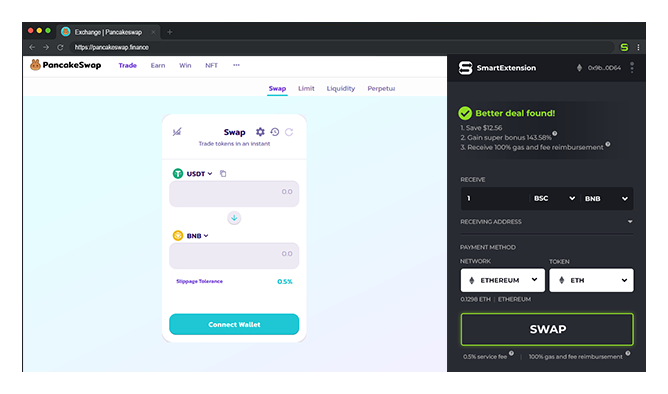 Exchange | Pancakeswap
https://pancakeswap.finance
PancakeSwap Trade Earn Win NFT
Swap Limit Liquidity Perpetua
Swap
Trade tokens in an instant
USDT
0.0
BNB
0.0
Slippage Tolerance 0.5%
Connect Wallet
SmartExtension 0x9b...0D64
Better deal found!
1. Save $12.56
2. Gain super bonus 143.58%
3. Receive 100% gas and fee reimbursement
RECEIVE
1 BSC BNB
RECEIVING ADDRESS
PAYMENT METHOD
NETWORK TOKEN
ETHEREUM ETH
0.1298 ETH | ETHEREUM
SWAP
0.5% service fee | 100% gas and fee reimbursement